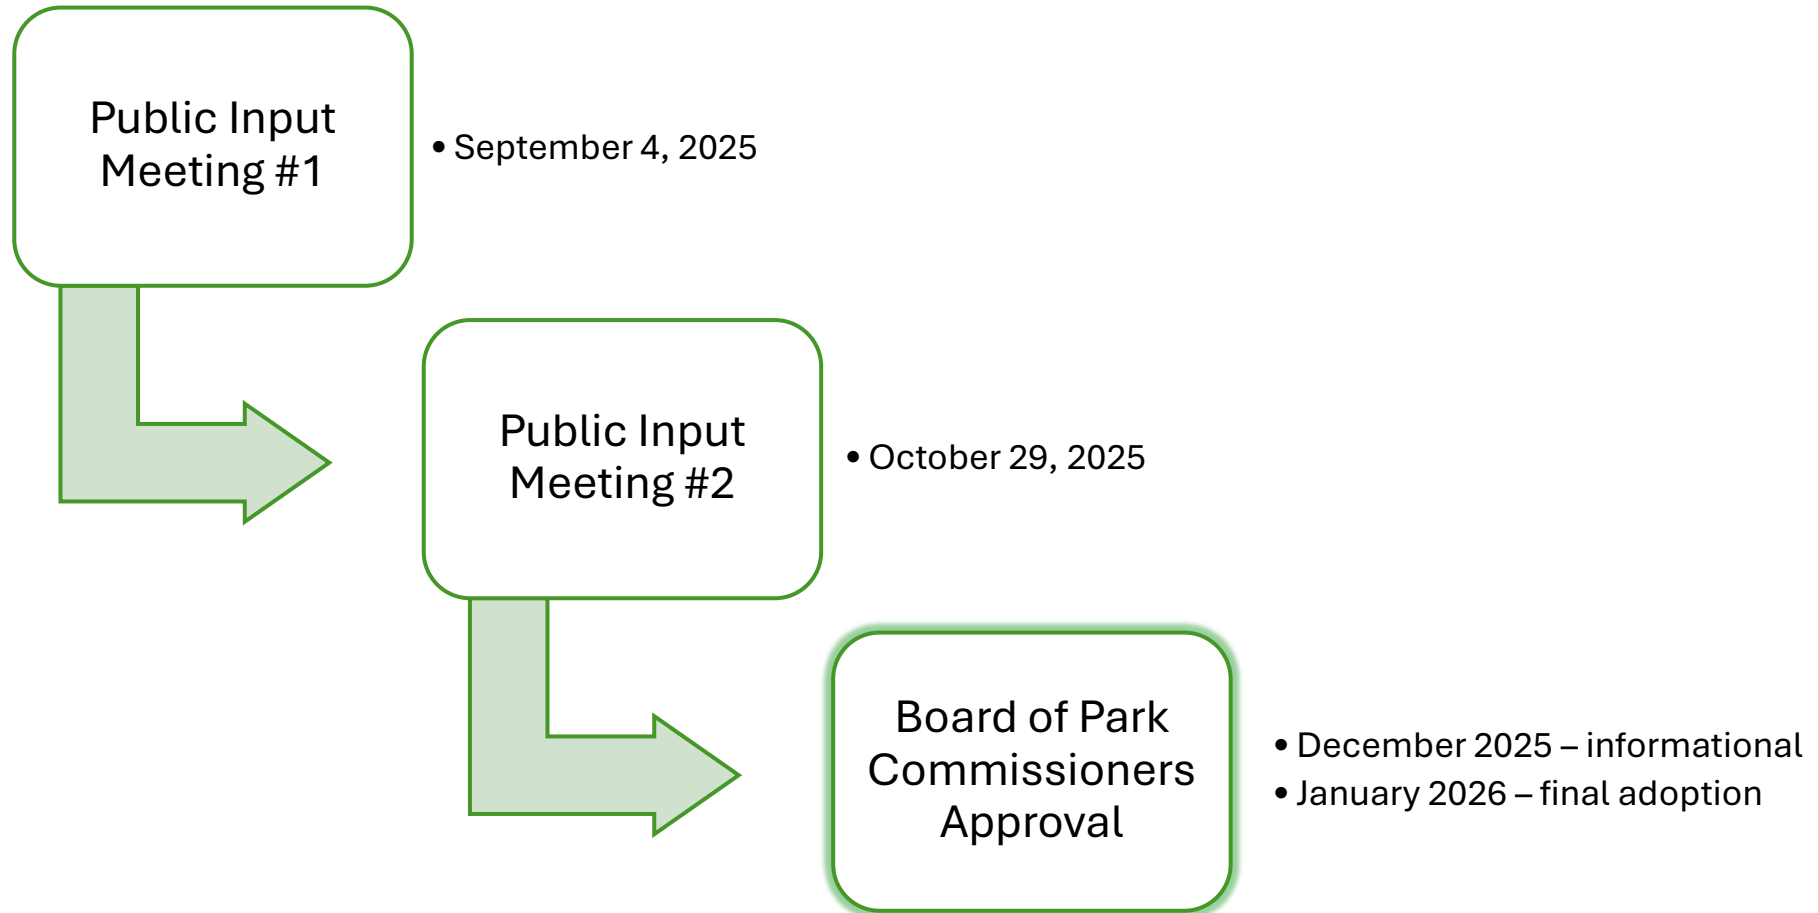 Public Input
Meeting #1
• September 4, 2025
Public Input
Meeting #2
• October 29, 2025
Board of Park
Commissioners
Approval
• December 2025 – informational
• January 2026 – final adoption